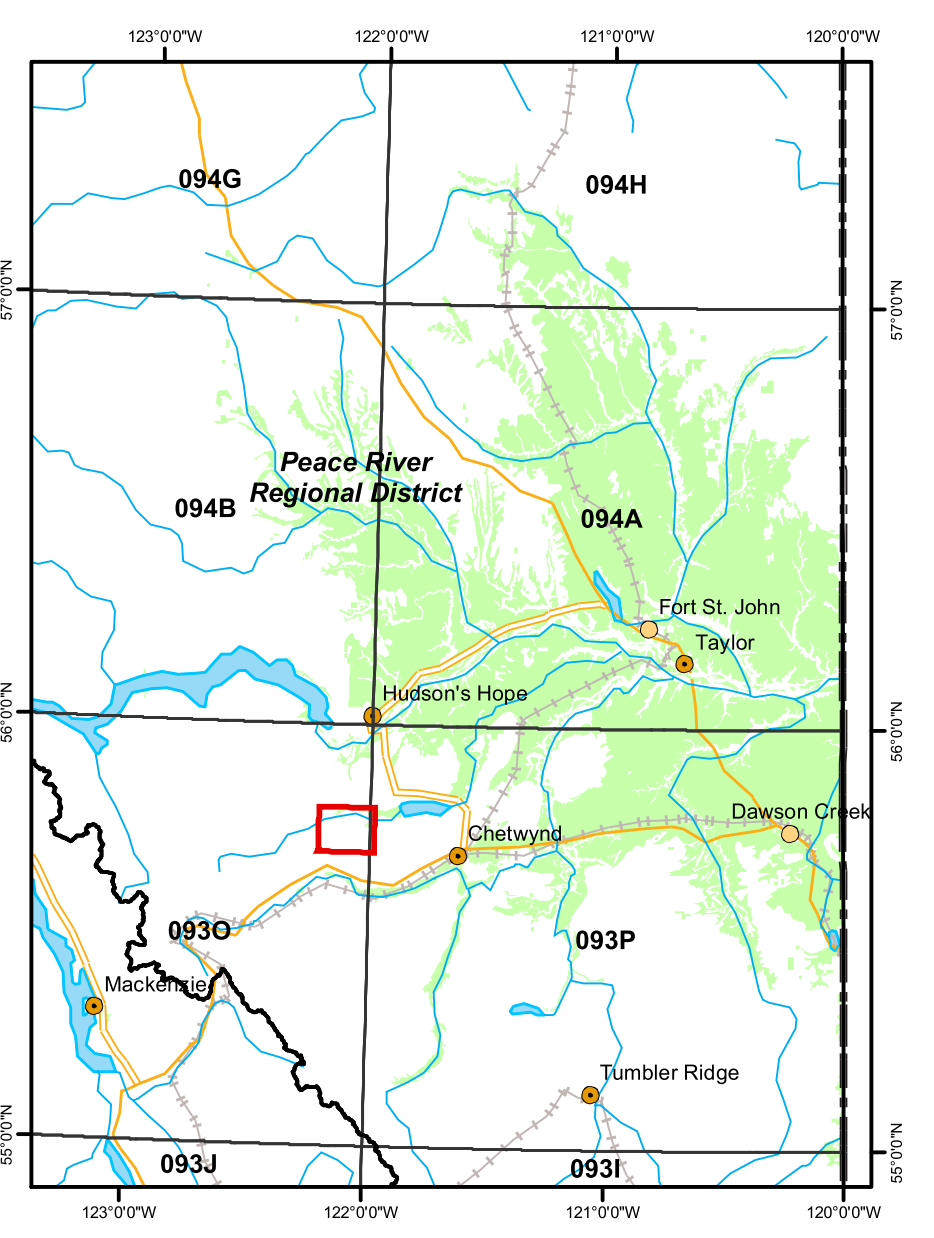 123°0'0"W 122°0'0"W 121°0'0"W 120°0'0"W
094G
094H
57°0'0"N
57°0'0"N
Peace River
Regional District
094B
094A
Fort St. John
Taylor
Hudson's Hope
56°0'0"N
56°0'0"N
Dawson Creek
Chetwynd
093O
093P
Mackenzie
Tumbler Ridge
55°0'0"N
55°0'0"N
093J
093I
123°0'0"W 122°0'0"W 121°0'0"W 120°0'0"W